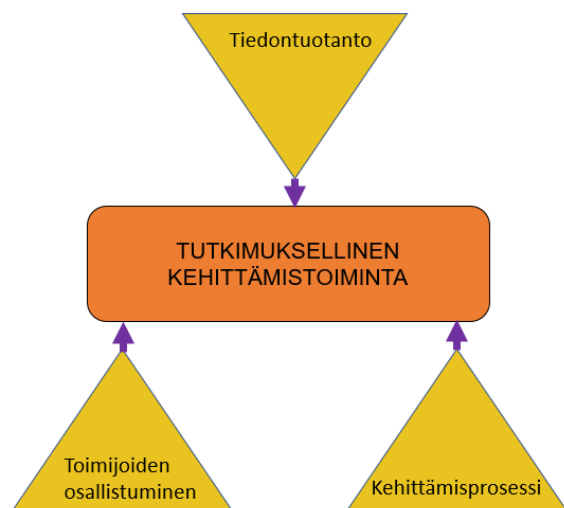 Tiedontuotanto
TUTKIMUKSELLINEN
KEHITTÄMISTOIMINTA
Toimijoiden
osallistuminen
Kehittämisprosessi